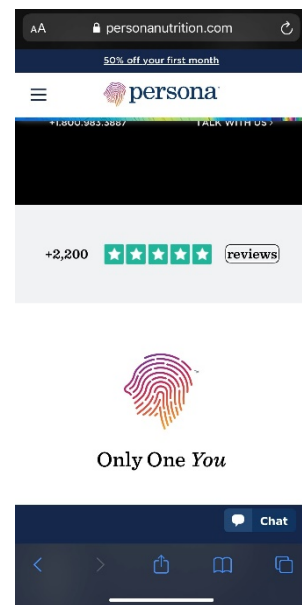 AA personanutrition.com
50% off your first month
persona
+1.800.983.3887 TALK WITH US >
+2,200 reviews
Only One You
Chat